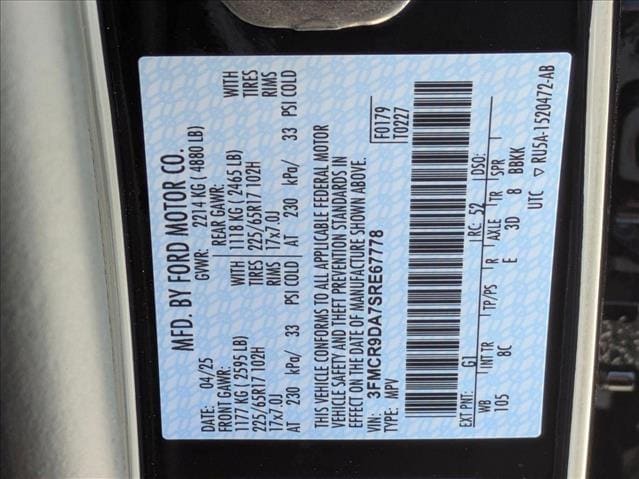 MFD. BY FORD MOTOR CO.
DATE: 04/25 GVWR: 2214 KG ( 4880 LB)
FRONT GAWR: REAR GAWR: WITH
1177 KG ( 2595 LB) 1118 KG ( 2465 LB) TIRES
225/65R17 102H WITH TIRES 225/65R17 102H RIMS
17x7.0J RIMS 17x7.0J
AT 230 kPa/ 33 PSI COLD AT 230 kPa/ 33 PSI COLD
THIS VEHICLE CONFORMS TO ALL APPLICABLE FEDERAL MOTOR
VEHICLE SAFETY AND THEFT PREVENTION STANDARDS IN
EFFECT ON THE DATE OF MANUFACTURE SHOWN ABOVE.
VIN: 3FMCR9DA7SRE67778
TYPE: MPV
F0179
T0227
EXT PNT: G1 RC: 52 DSO:
WB INT TR TP/PS R AXLE TR SPR
105 8C E 3D 8 BBKK
UTC ▽ RU5A-1520472-AB